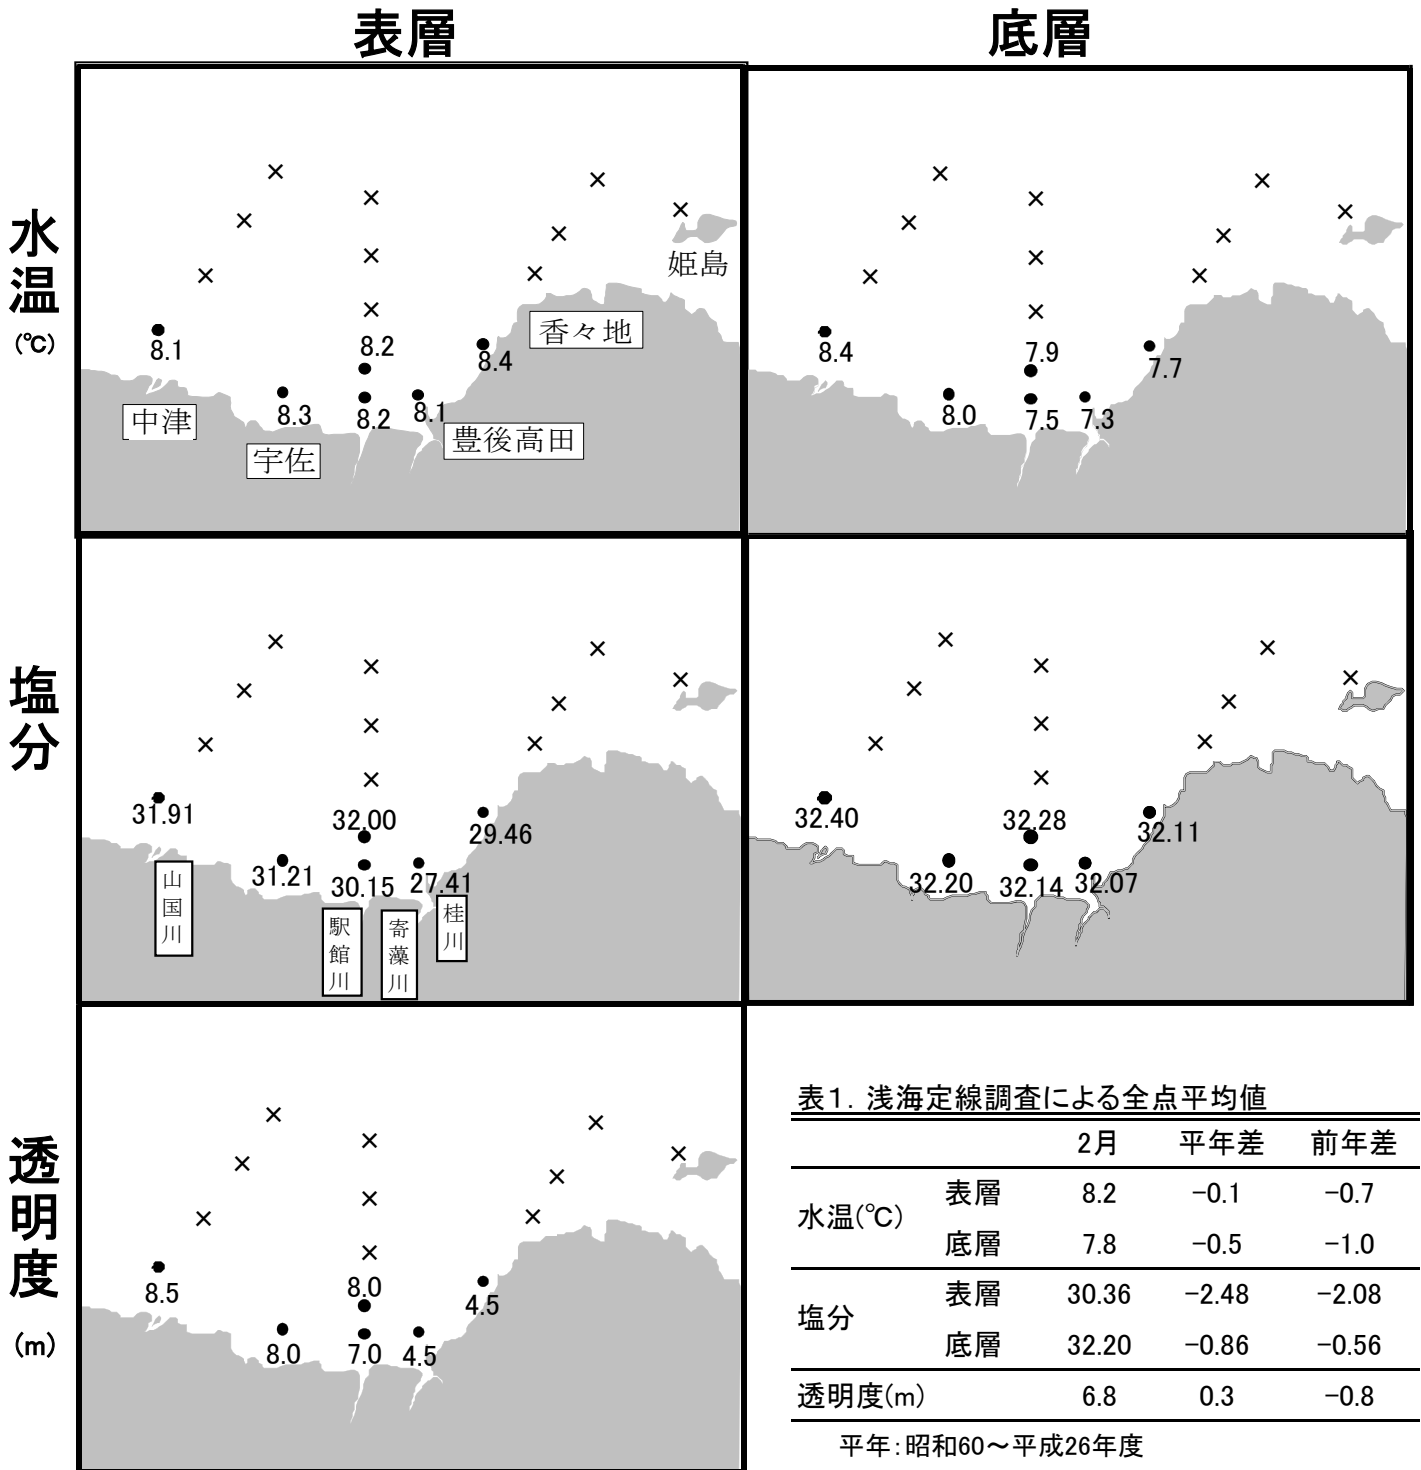 表層
底層
水温
(℃)
姫島
香々地
8.1
8.2
8.4
8.3
8.2
8.1
中津
宇佐
豊後高田
8.4
7.9
7.7
8.0
7.5
7.3
塩分
31.91
32.00
29.46
31.21
30.15
27.41
山国川
駅館川
寄藻川
桂川
32.40
32.28
32.11
32.20
32.14
32.07
透明度
(m)
8.5
8.0
4.5
8.0
7.0
4.5
表1. 浅海定線調査による全点平均値
2月 平年差 前年差
水温(℃) 表層 8.2 -0.1 -0.7
底層 7.8 -0.5 -1.0
塩分 表層 30.36 -2.48 -2.08
底層 32.20 -0.86 -0.56
透明度(m) 6.8 0.3 -0.8
平年:昭和60～平成26年度